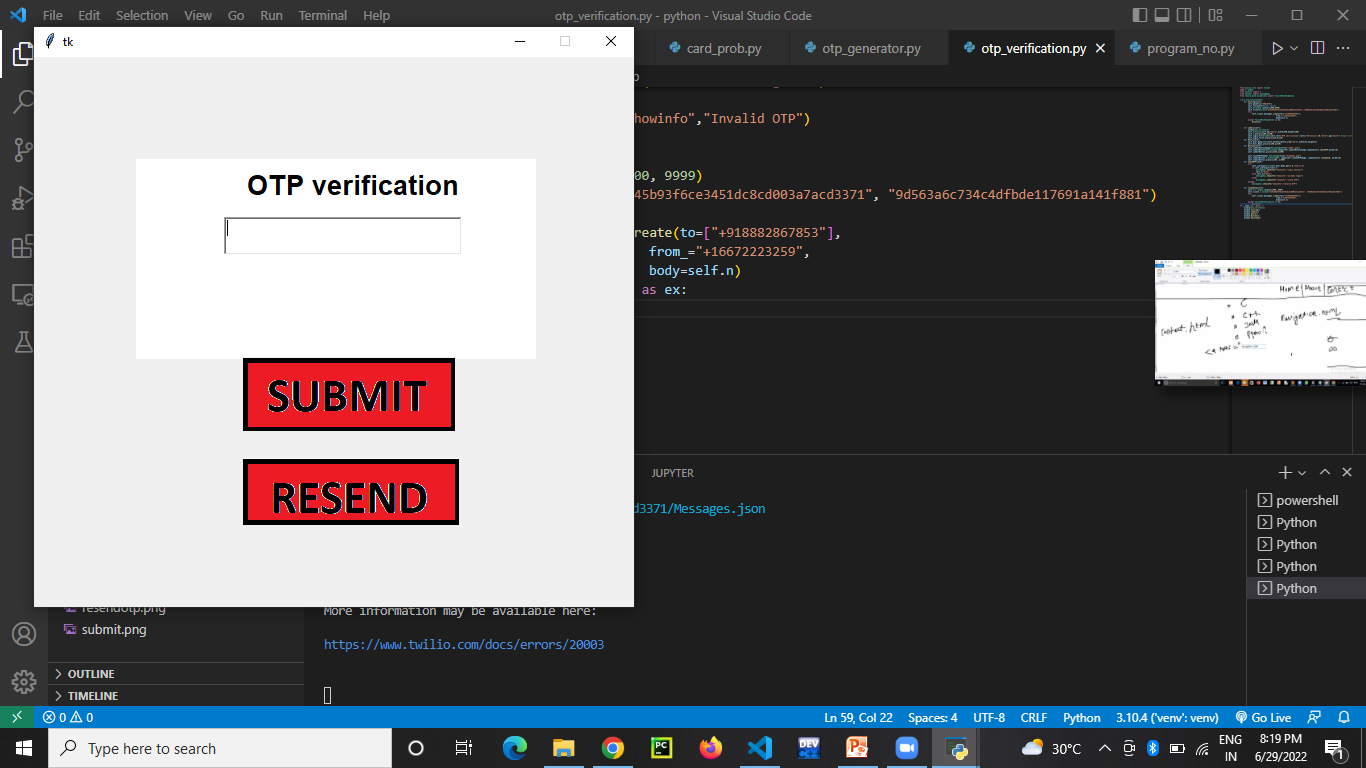 File Edit Selection View Go Run Terminal Help
otp_verification.py - python - Visual Studio Code
tk
card_prob.py
otp_generator.py
otp_verification.py
program_no.py
howinfo","Invalid OTP")
00, 9999)
45b93f6ce3451dc8cd003a7acd3371", "9d563a6c734c4dfbde117691a141f881")
reate(to=["+918882867853"],
from_="+16672223259",
body=self.n)
as ex:
OTP verification
SUBMIT
RESEND
JUPYTER
d3371/Messages.json
More information may be available here:
https://www.twilio.com/docs/errors/20003
powershell
Python
Python
Python
Python
resendotp.png
submit.png
OUTLINE
TIMELINE
0 0
Ln 59, Col 22 Spaces: 4 UTF-8 CRLF Python 3.10.4 ('venv': venv) Go Live
Type here to search
30°C
ENG
IN
8:19 PM
6/29/2022
1